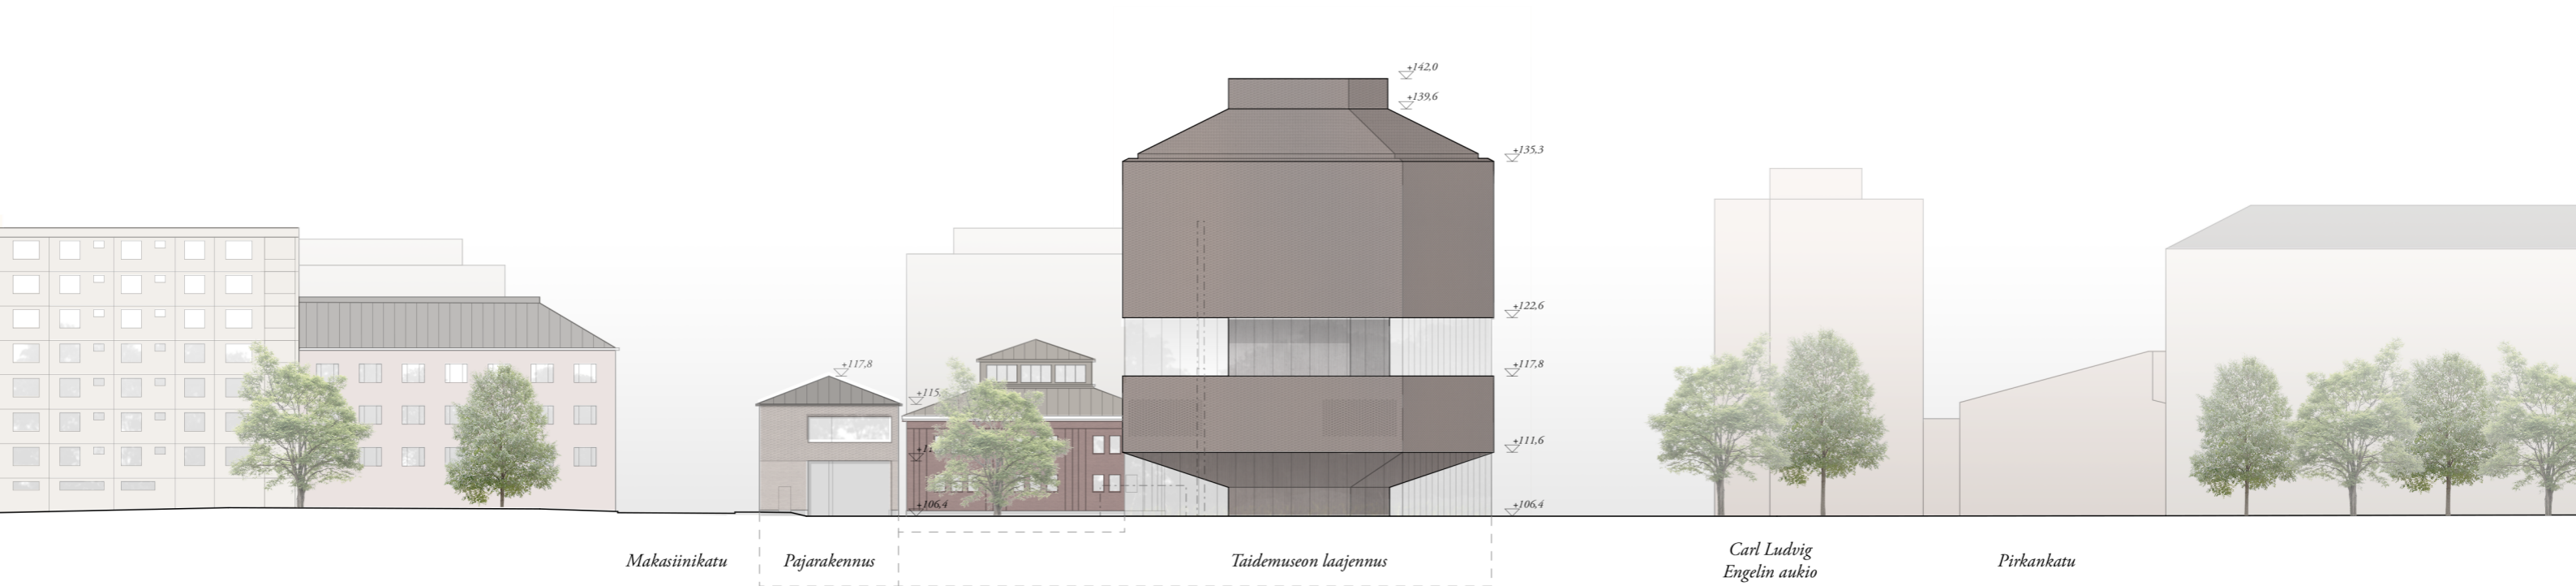 +142,0
+139,6
+135,3
+122,6
+117,8
+117,8
+115,
+111,6
+106,4
+106,4
Makasiinikatu
Pajarakennus
Taidemuseon laajennus
Carl Ludvig
Engelin aukio
Pirkankatu